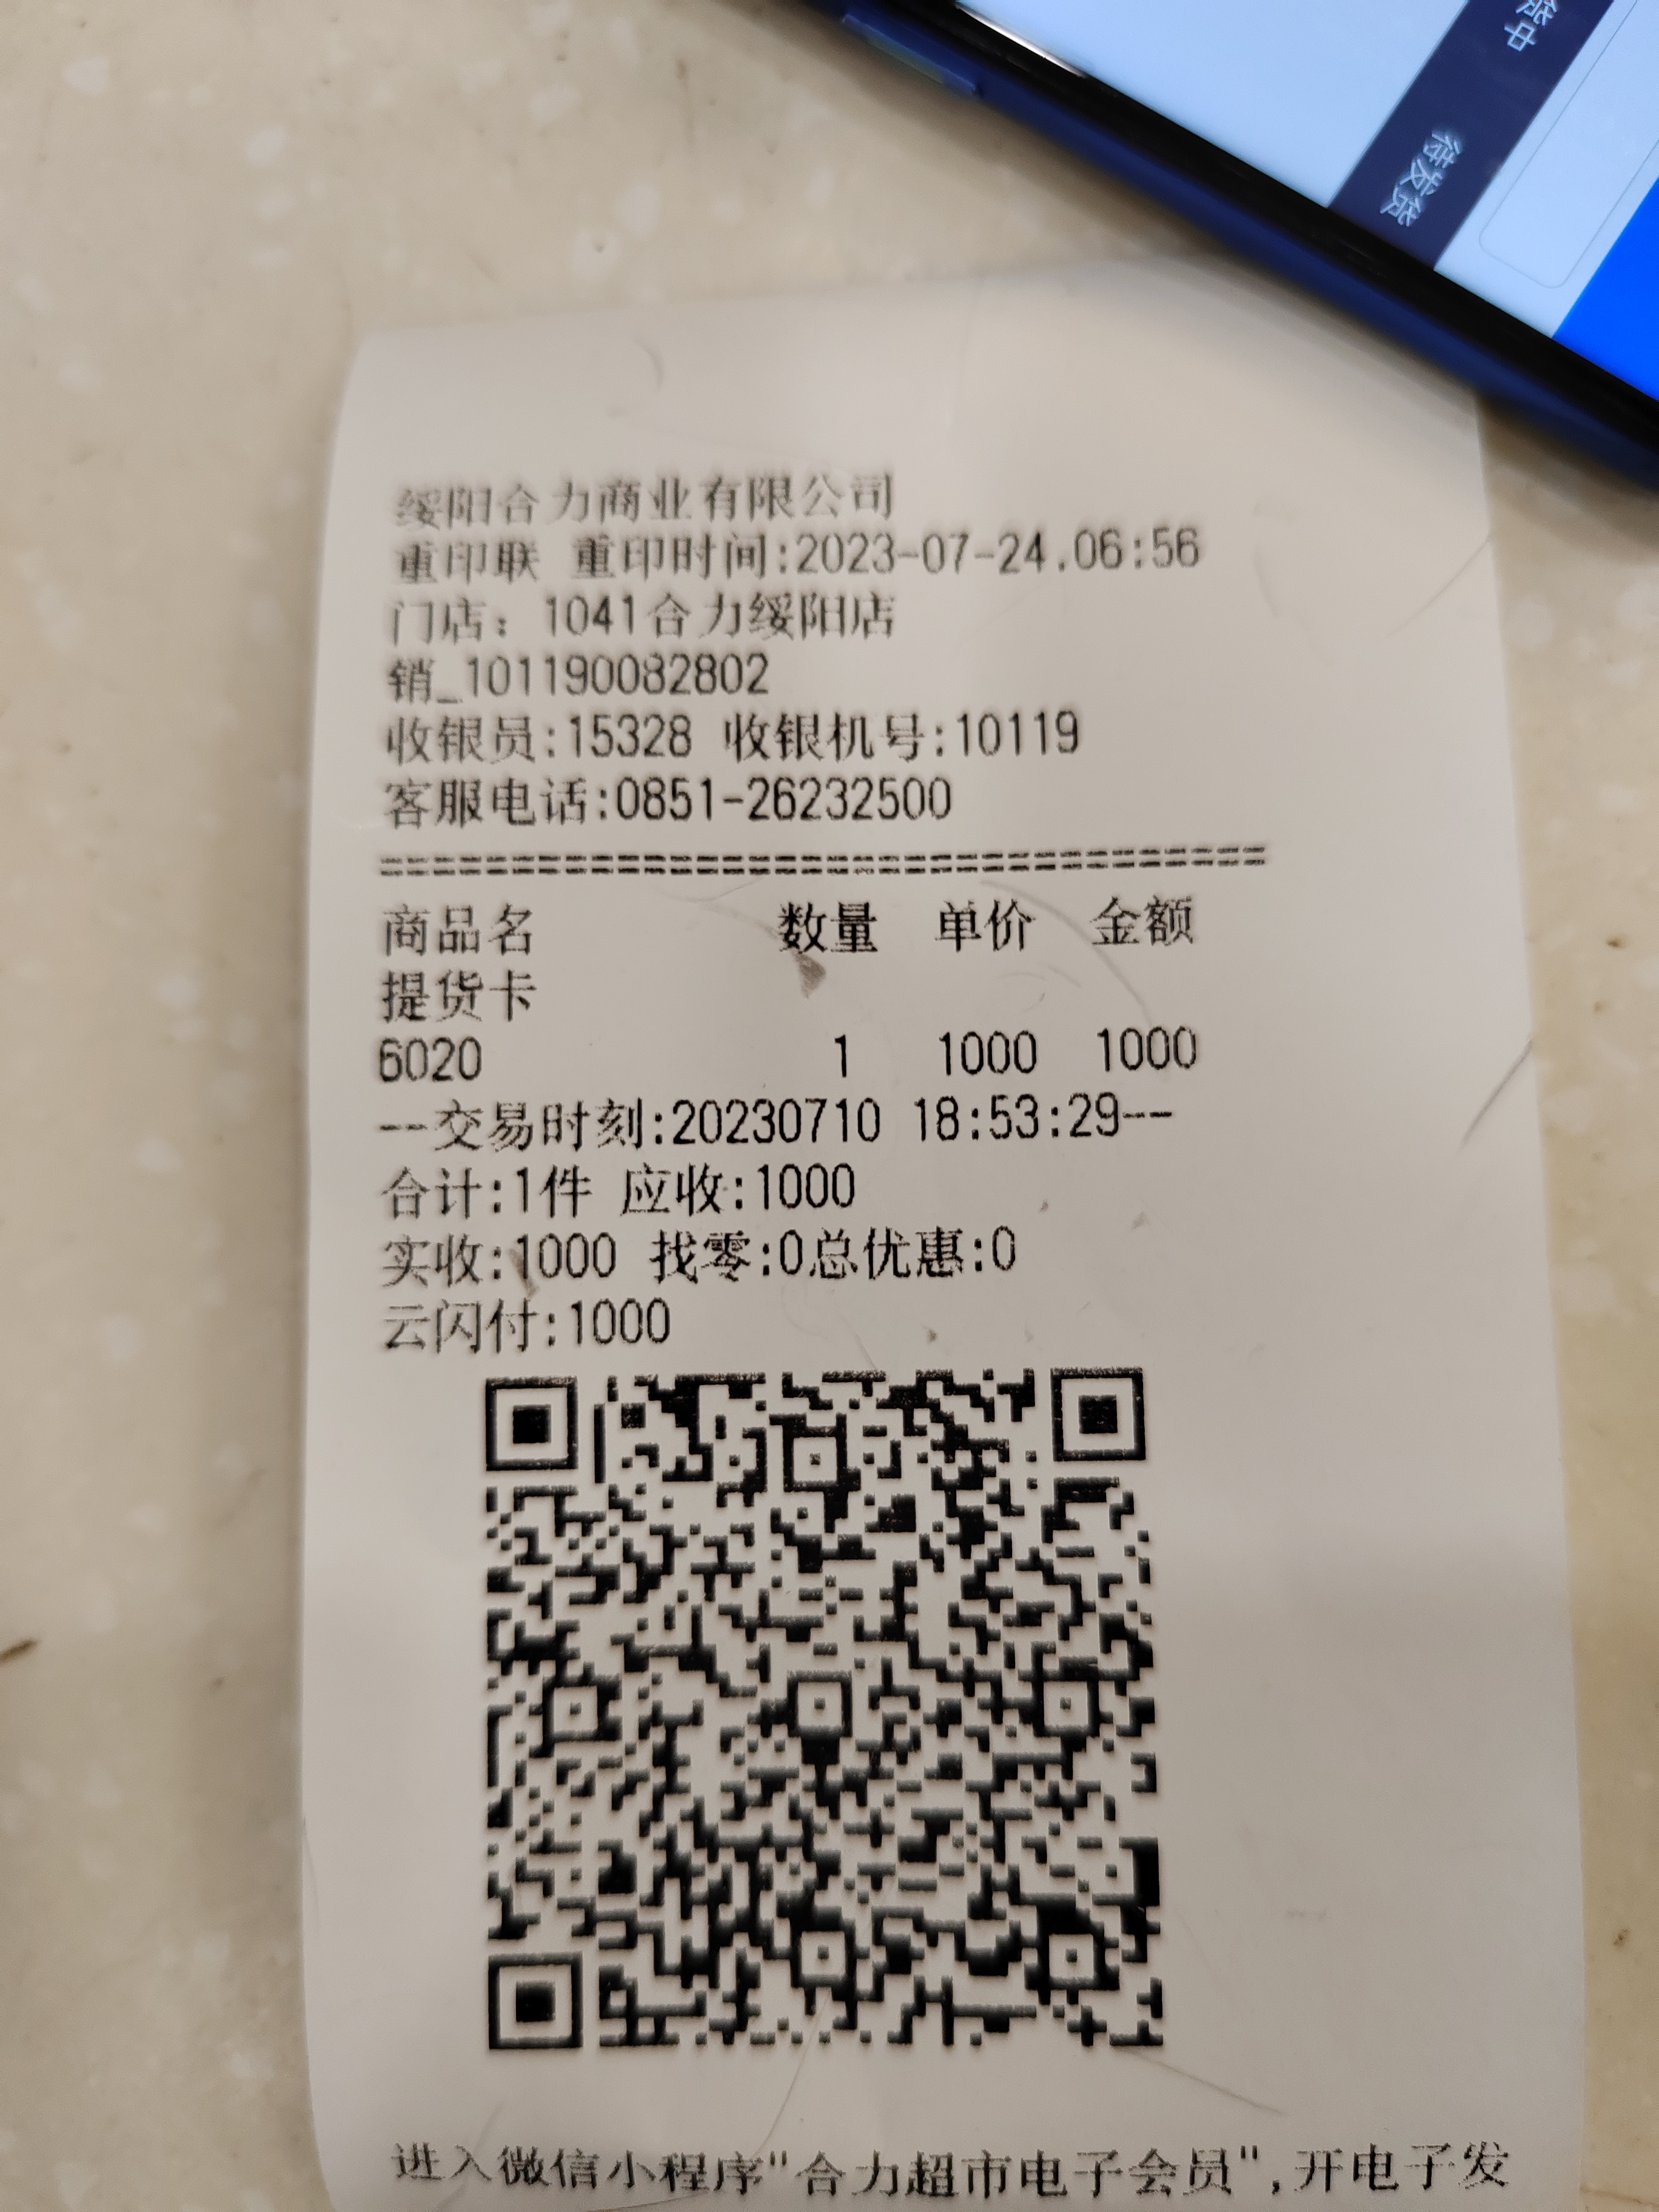 货中
待发货
绥阳合力商业有限公司
重印联 重印时间:2023-07-24.06:56
门店：1041合力绥阳店
销_101190082802
收银员:15328 收银机号:10119
客服电话:0851-26232500
==================================
商品名 数量 单价 金额
提货卡
6020 1 1000 1000
--交易时刻:20230710 18:53:29--
合计:1件 应收:1000
实收:1000 找零:0总优惠:0
云闪付:1000
进入微信小程序"合力超市电子会员",开电子发